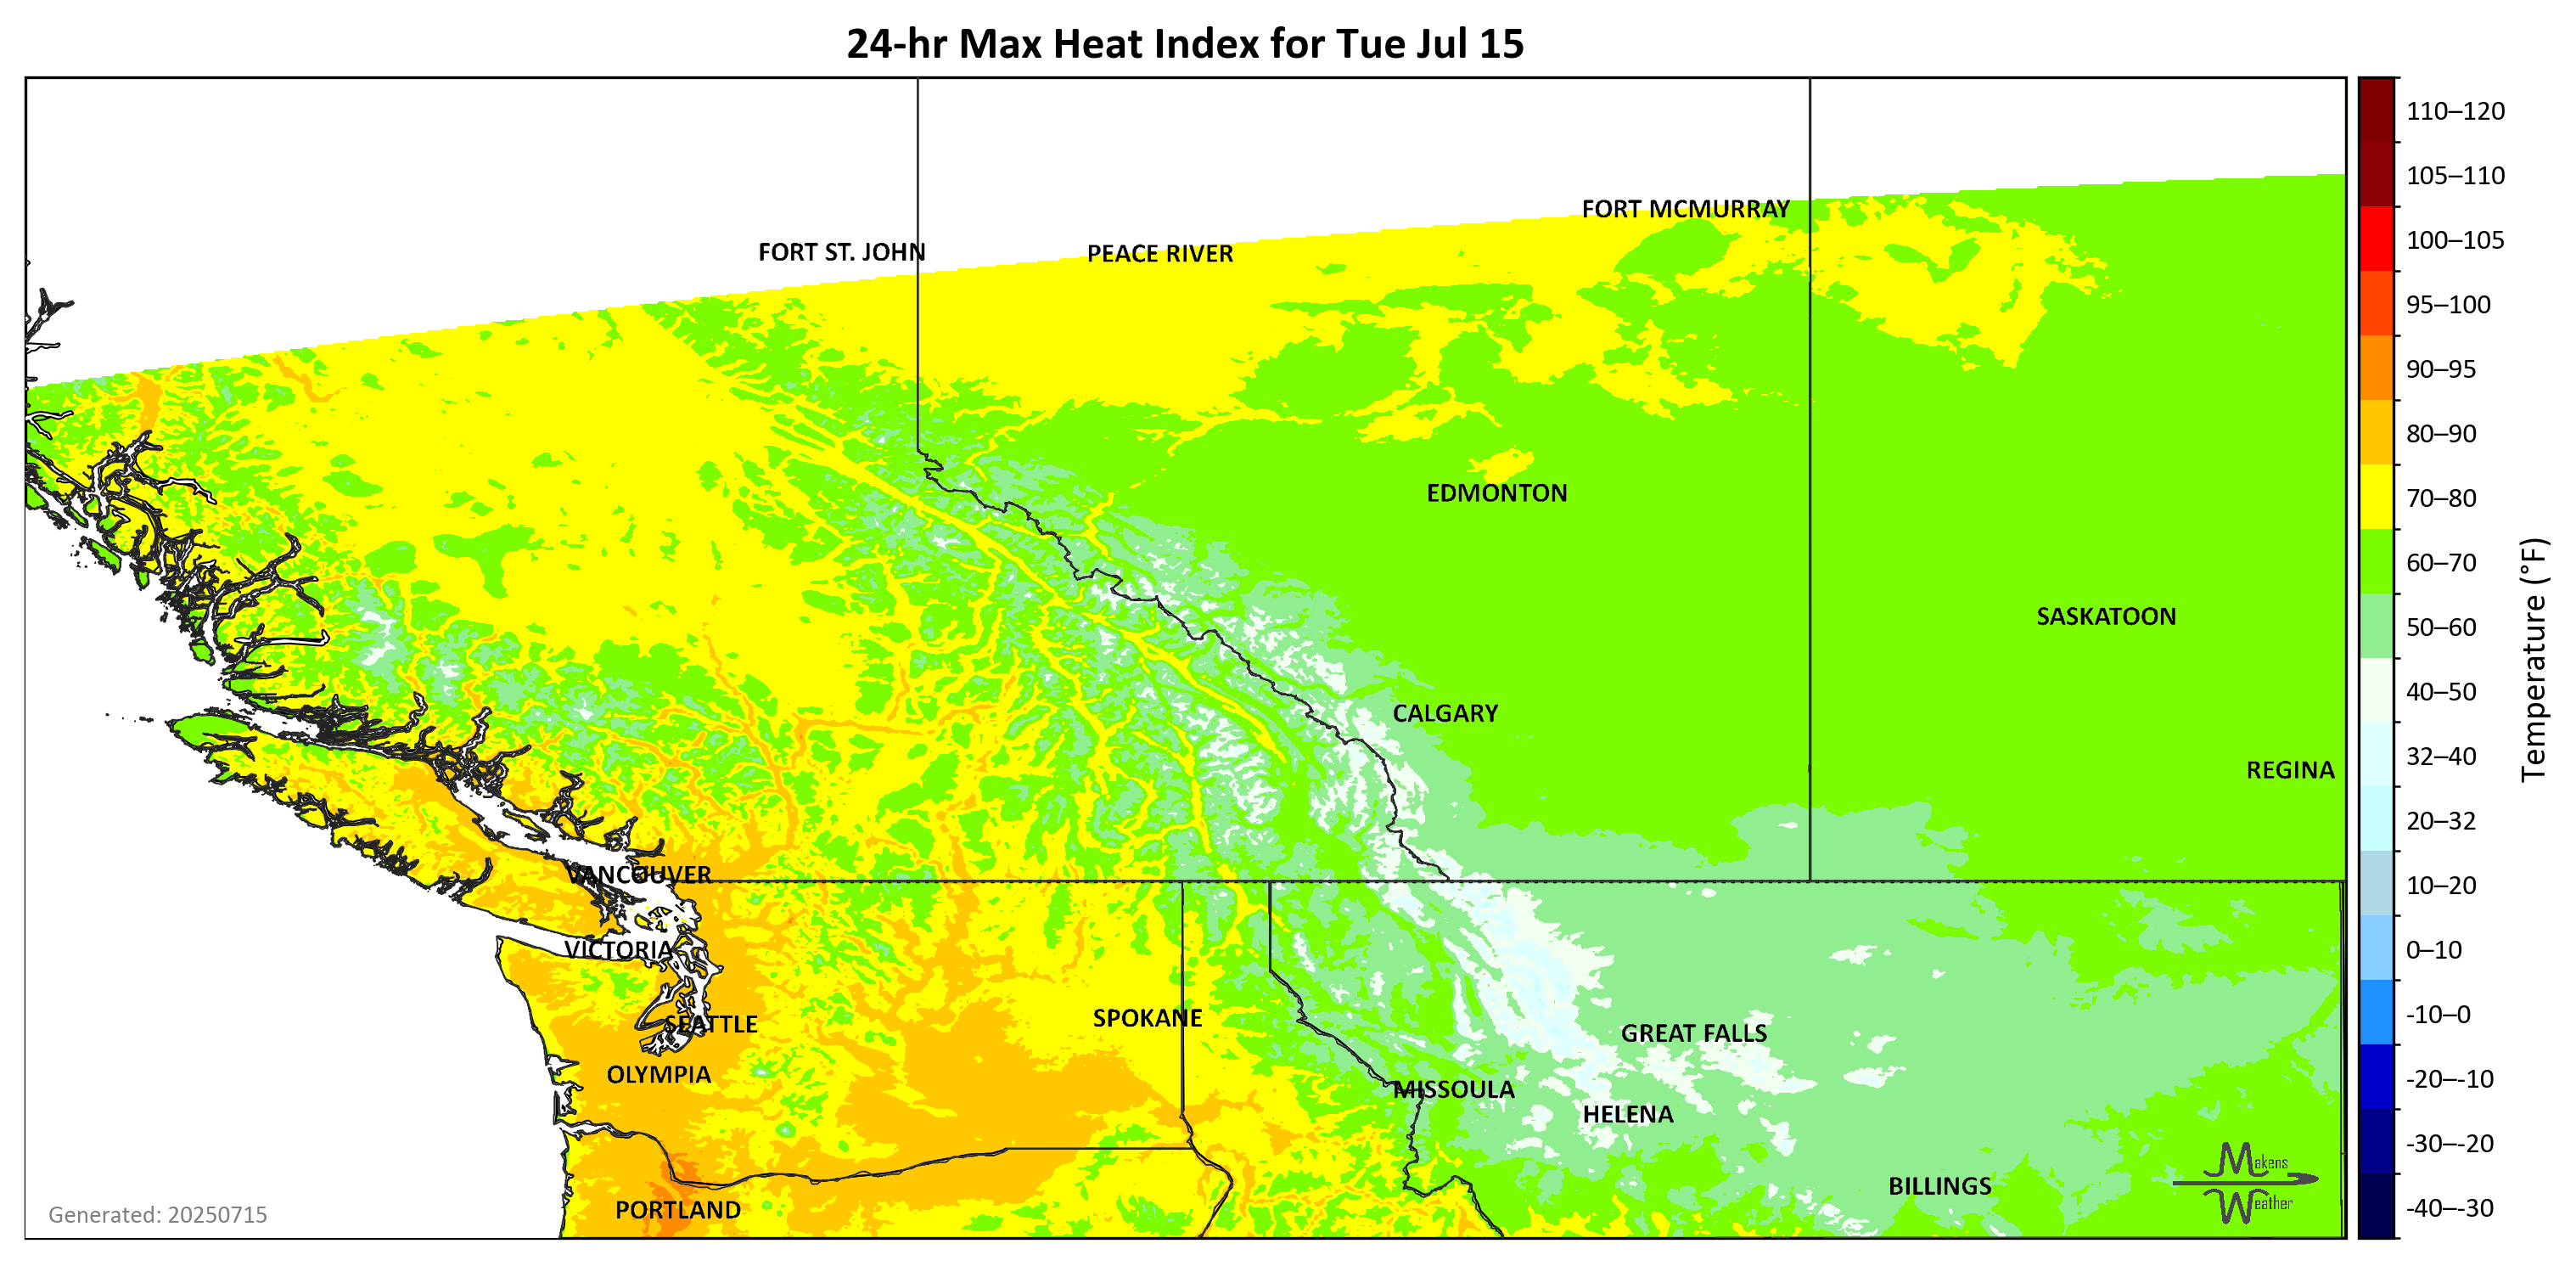 24-hr Max Heat Index for Tue Jul 15
110–120
105–110
100–105
95–100
90–95
80–90
70–80
60–70
50–60
40–50
32–40
20–32
10–20
0–10
-10–0
-20–-10
-30–-20
-40–-30
Temperature (°F)
FORT MCMURRAY
FORT ST. JOHN
PEACE RIVER
EDMONTON
SASKATOON
CALGARY
REGINA
VANCOUVER
VICTORIA
SPOKANE
SEATTLE
GREAT FALLS
OLYMPIA
MISSOULA
HELENA
BILLINGS
PORTLAND
Makens
Weather
Generated: 20250715